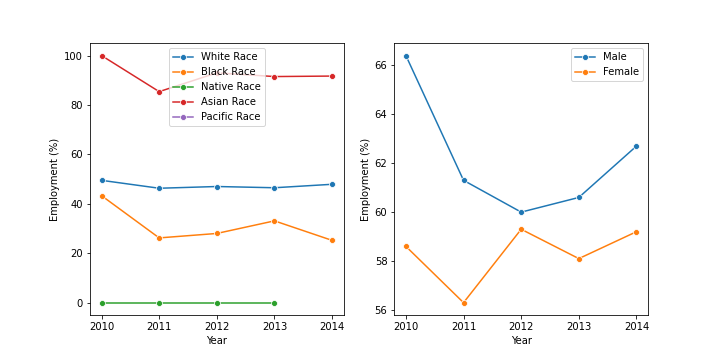 100
80
60
40
20
0
Employment (%)
2010 2011 2012 2013 2014
Year
White Race
Black Race
Native Race
Asian Race
Pacific Race
66
64
62
60
58
56
Employment (%)
2010 2011 2012 2013 2014
Year
Male
Female